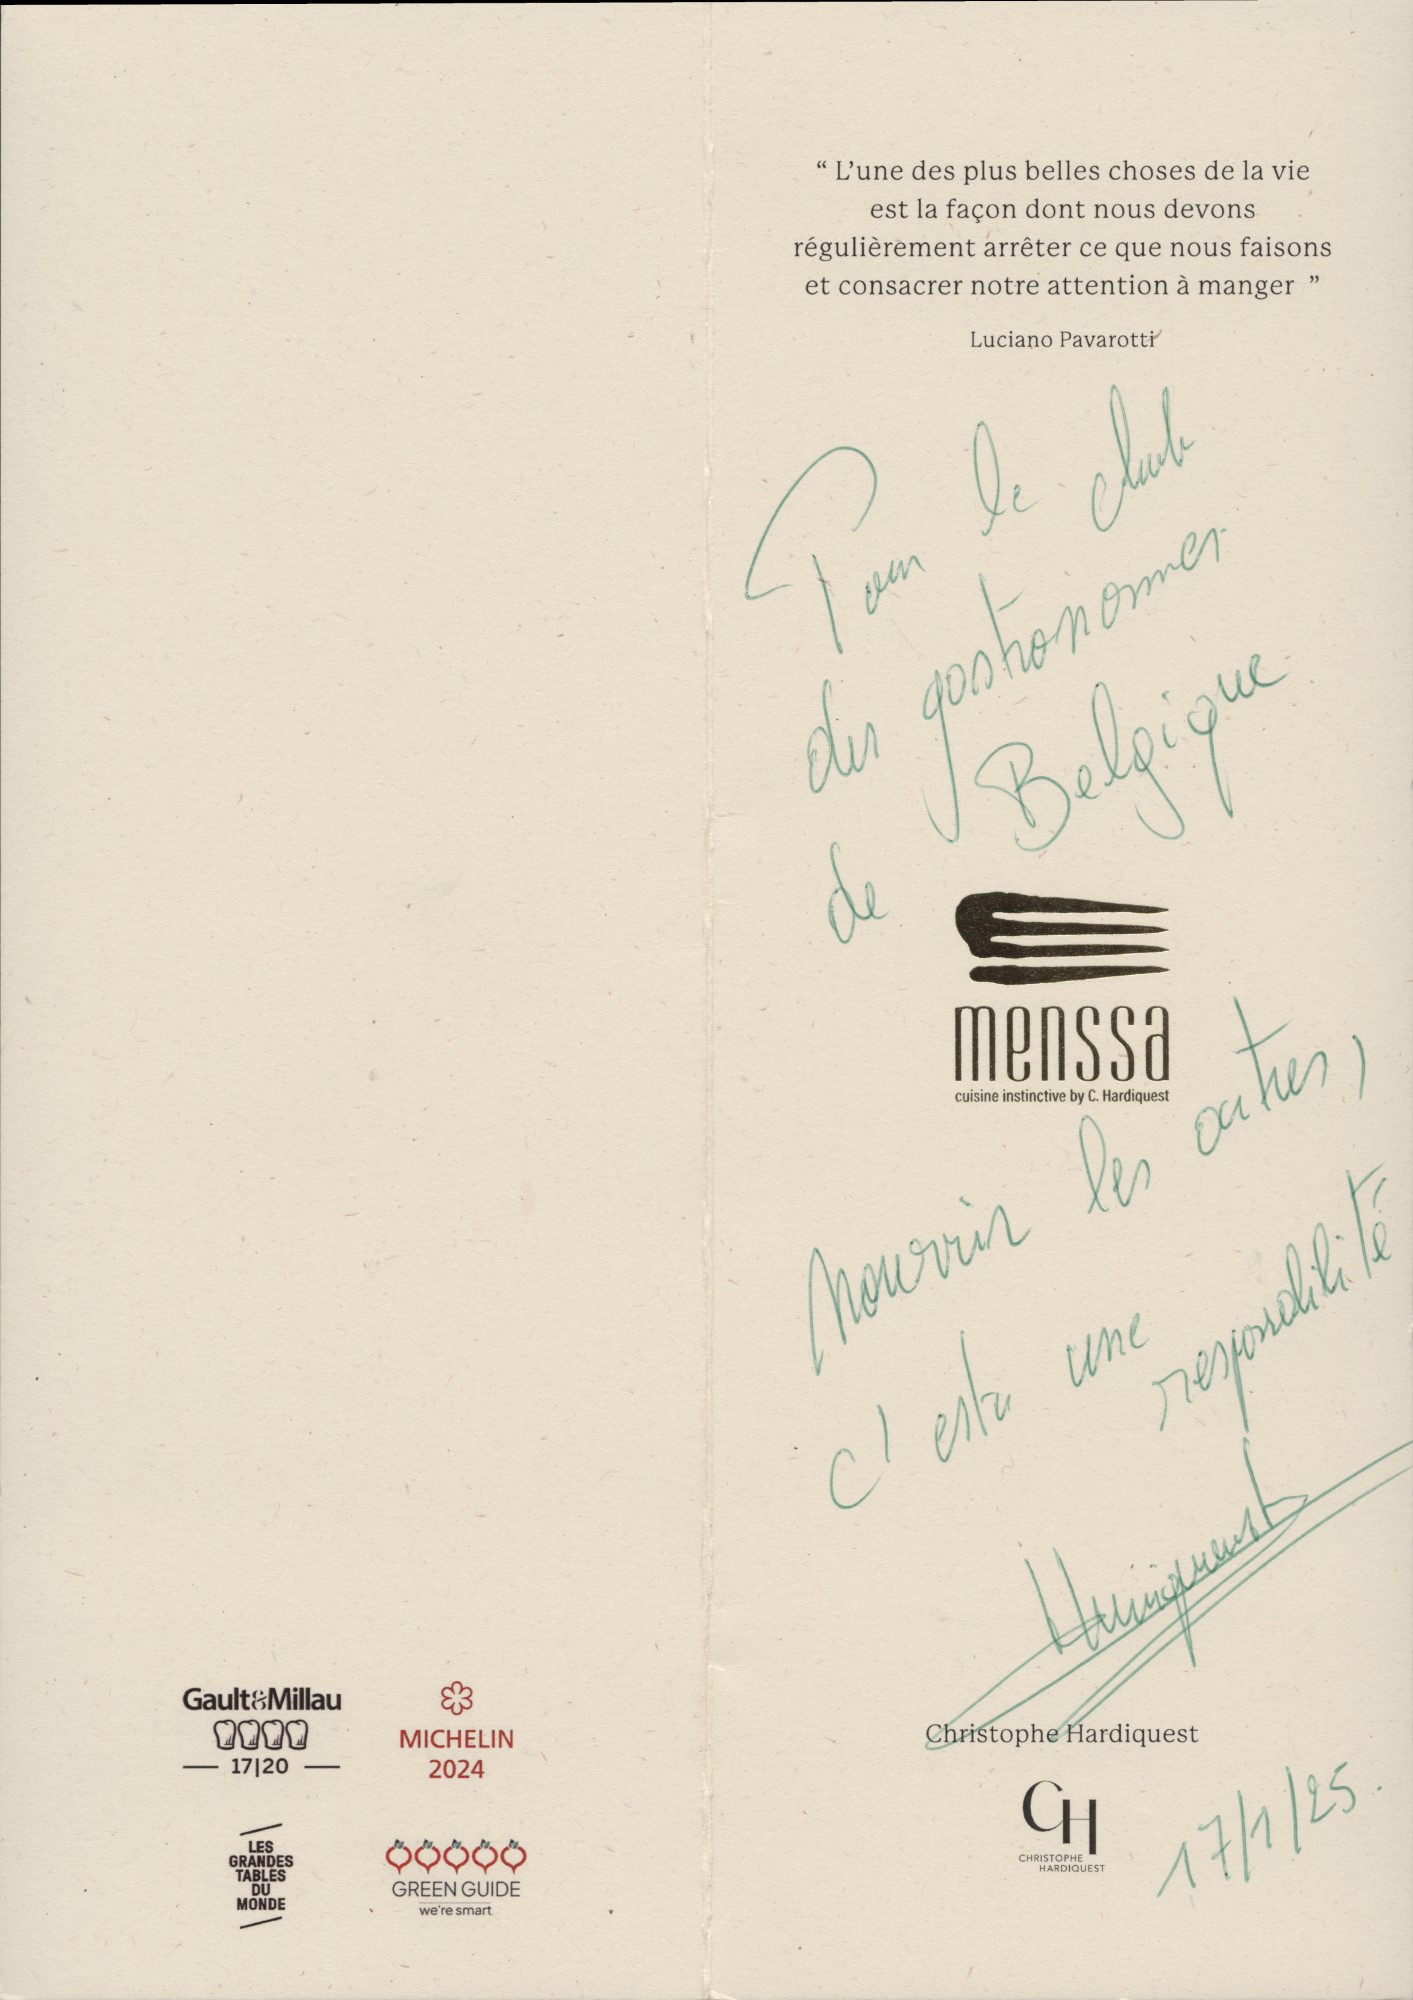 “ L’une des plus belles choses de la vie
est la façon dont nous devons
régulièrement arrêter ce que nous faisons
et consacrer notre attention à manger ”
Luciano Pavarotti
Pour le club
des gastronomes
de Belgique
menssa
cuisine instinctive by C. Hardiquest
Nourrir les autres,
c'est une
responsabilité
Hardiquest
Christophe Hardiquest
CH
CHRISTOPHE
HARDIQUEST
17/1/25.
Gault&Millau
17|20
MICHELIN
2024
LES
GRANDES
TABLES
DU
MONDE
GREEN GUIDE
we're smart